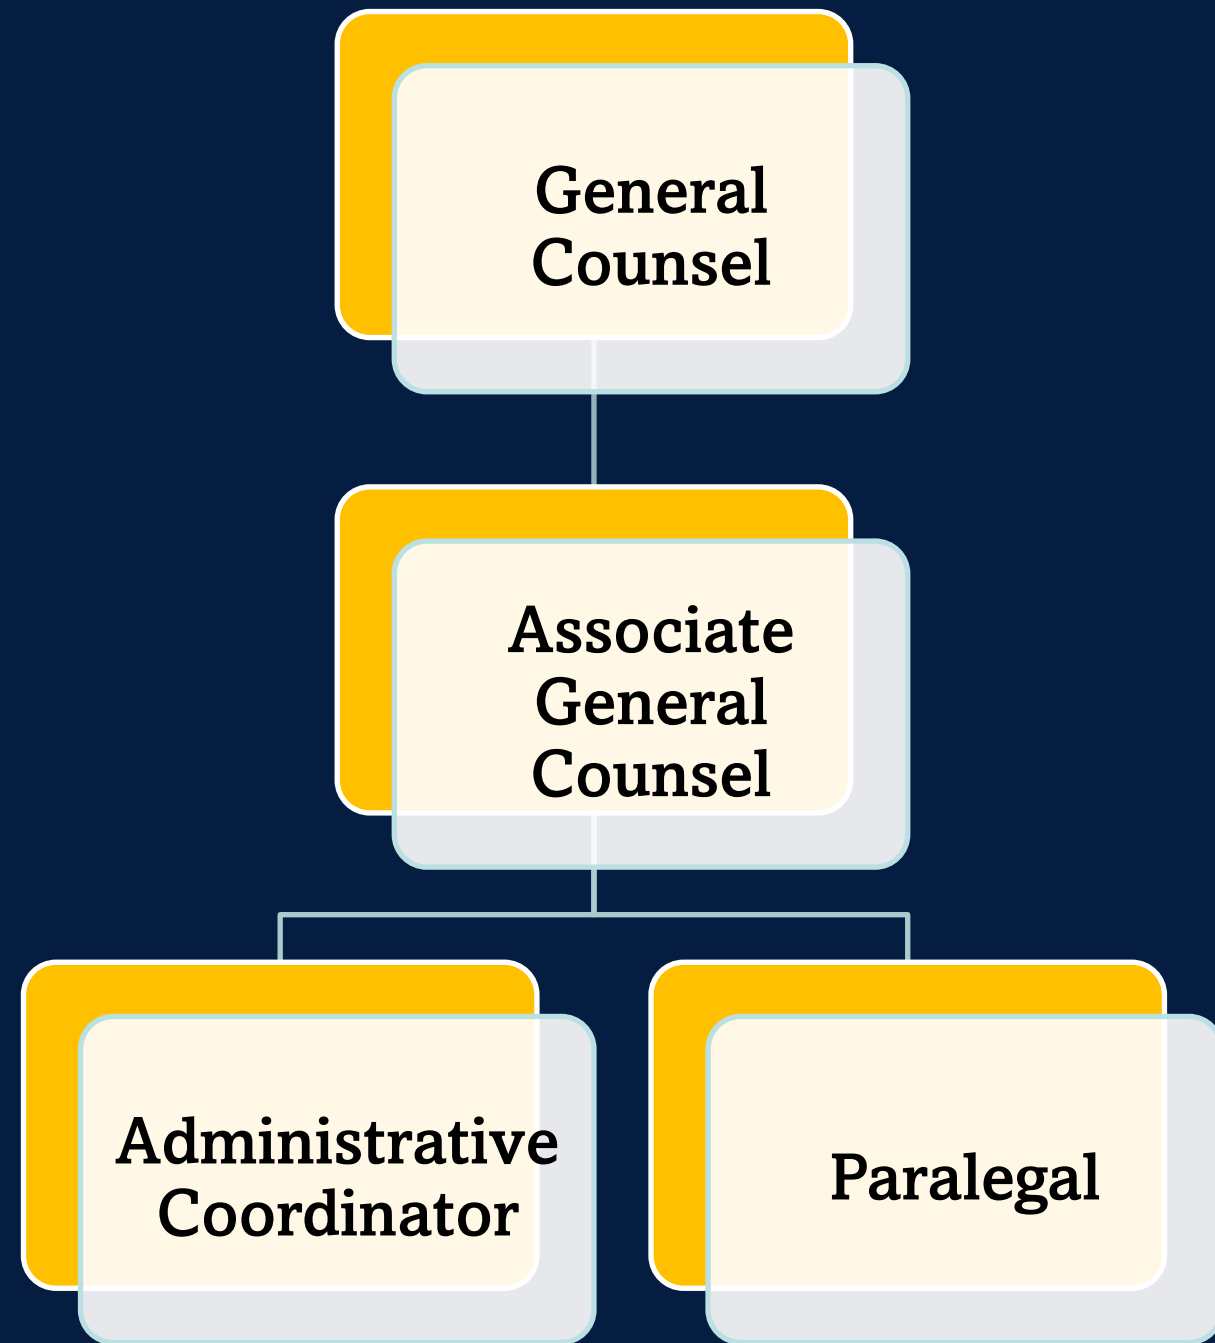 General
Counsel
Associate
General
Counsel
Administrative
Coordinator
Paralegal